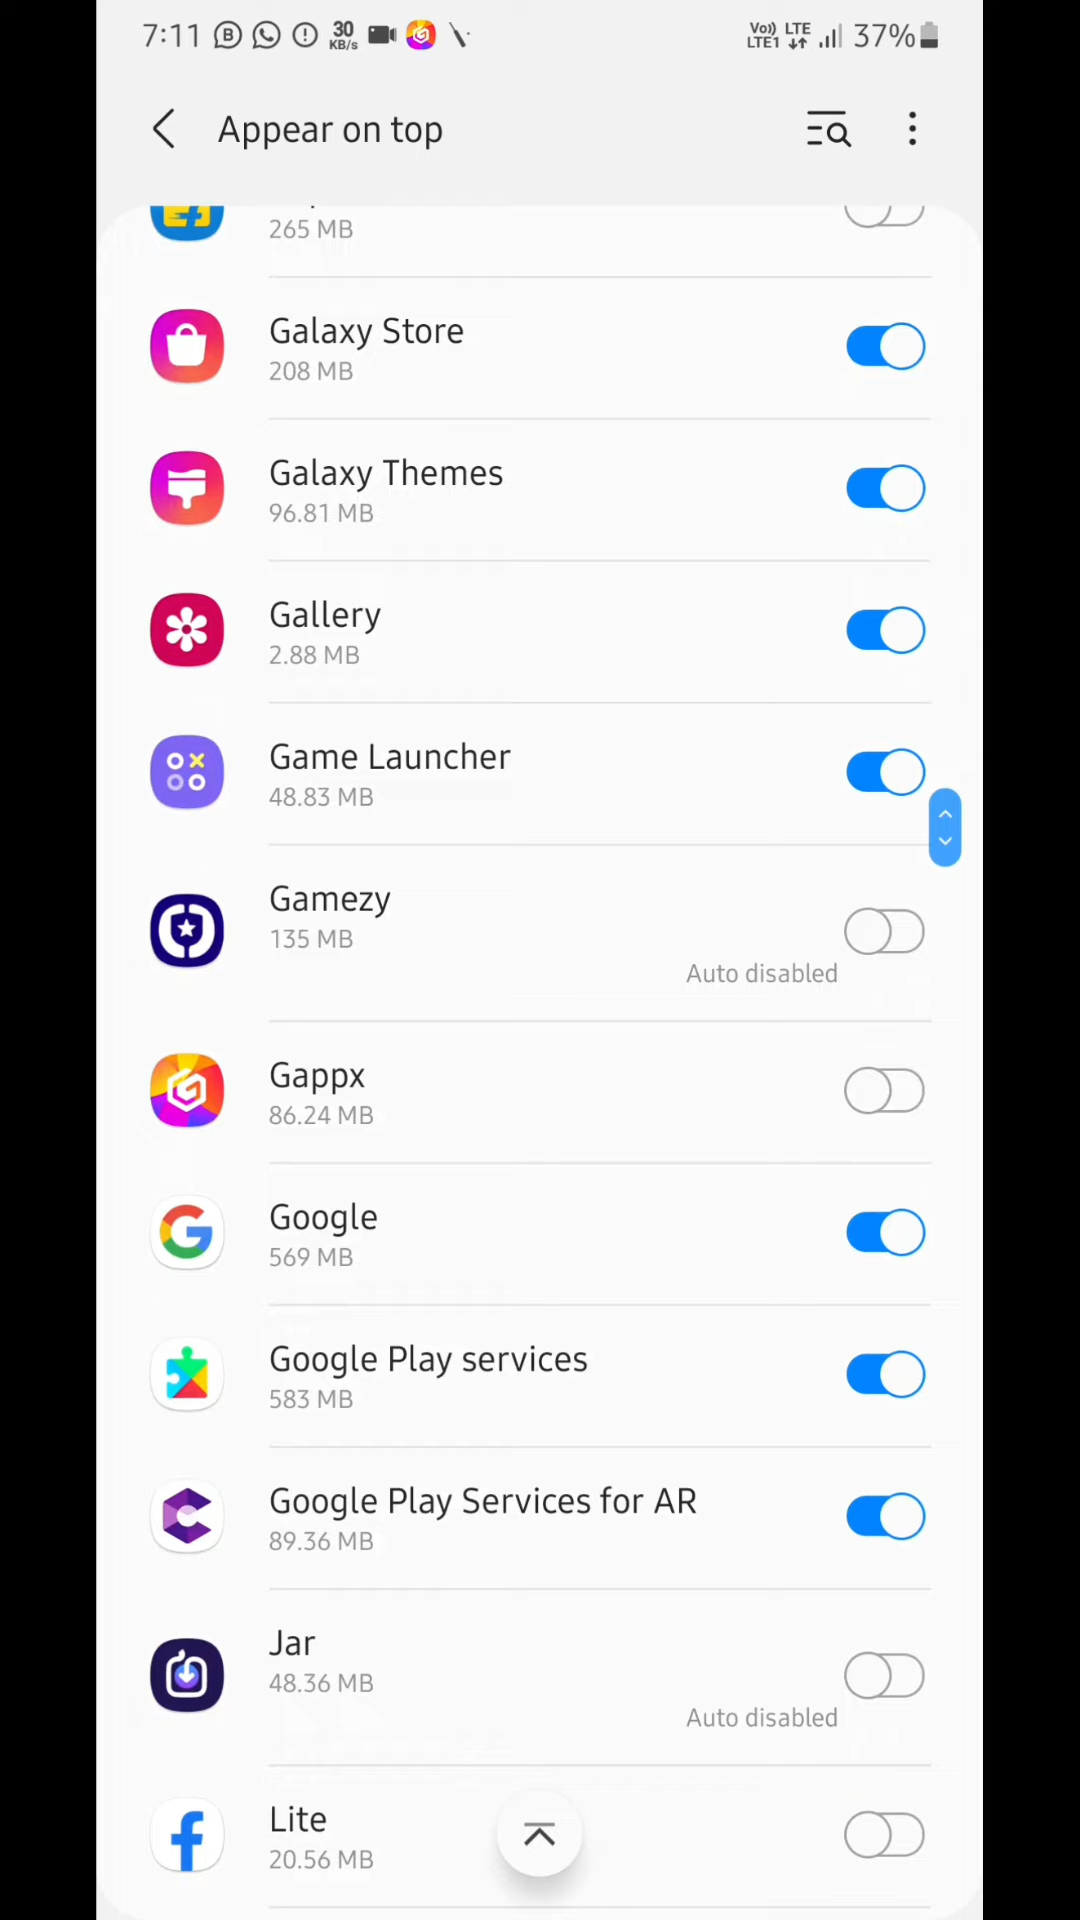 7:11 B 30 KB/s Vo)) LTE LTE1 37%
Appear on top
265 MB
Galaxy Store
208 MB
Galaxy Themes
96.81 MB
Gallery
2.88 MB
Game Launcher
48.83 MB
Gamezy
135 MB
Auto disabled
Gappx
86.24 MB
Google
569 MB
Google Play services
583 MB
Google Play Services for AR
89.36 MB
Jar
48.36 MB
Auto disabled
Lite
20.56 MB